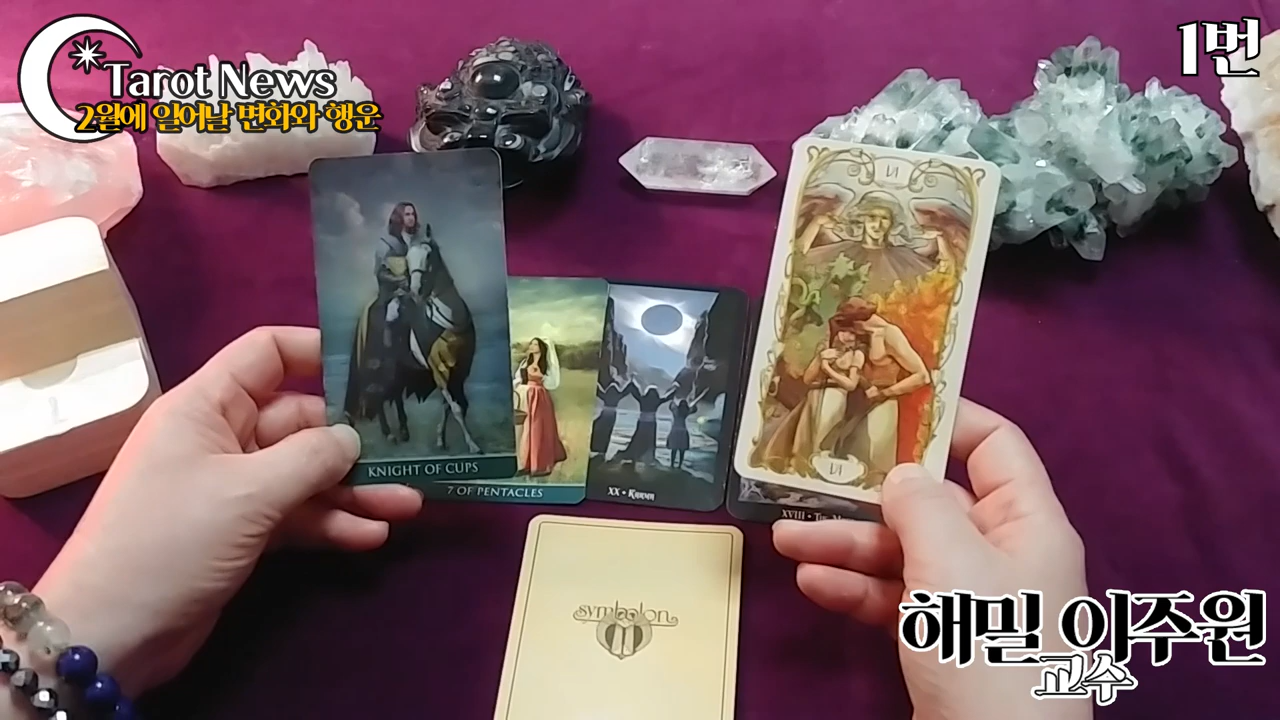 Tarot News
2월에 일어날 변화와 행운
1번
VI
KNIGHT OF CUPS
7 OF PENTACLES
XX • Karma
XVIII •
VI
symbolon
해밀 이주원
교수